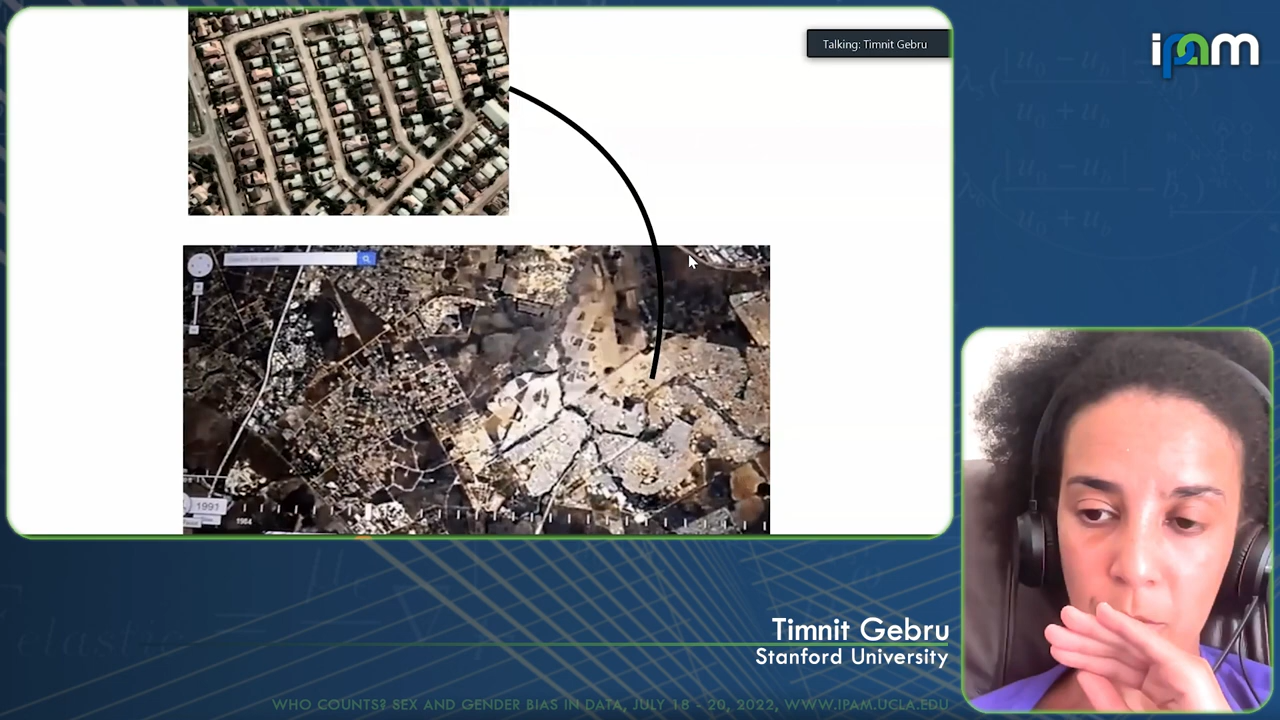 Talking: Timnit Gebru
ipam
1991
1984
Timnit Gebru
Stanford University
WHO COUNTS? SEX AND GENDER BIAS IN DATA, JULY 18 - 20, 2022, WWW.IPAM.UCLA.EDU